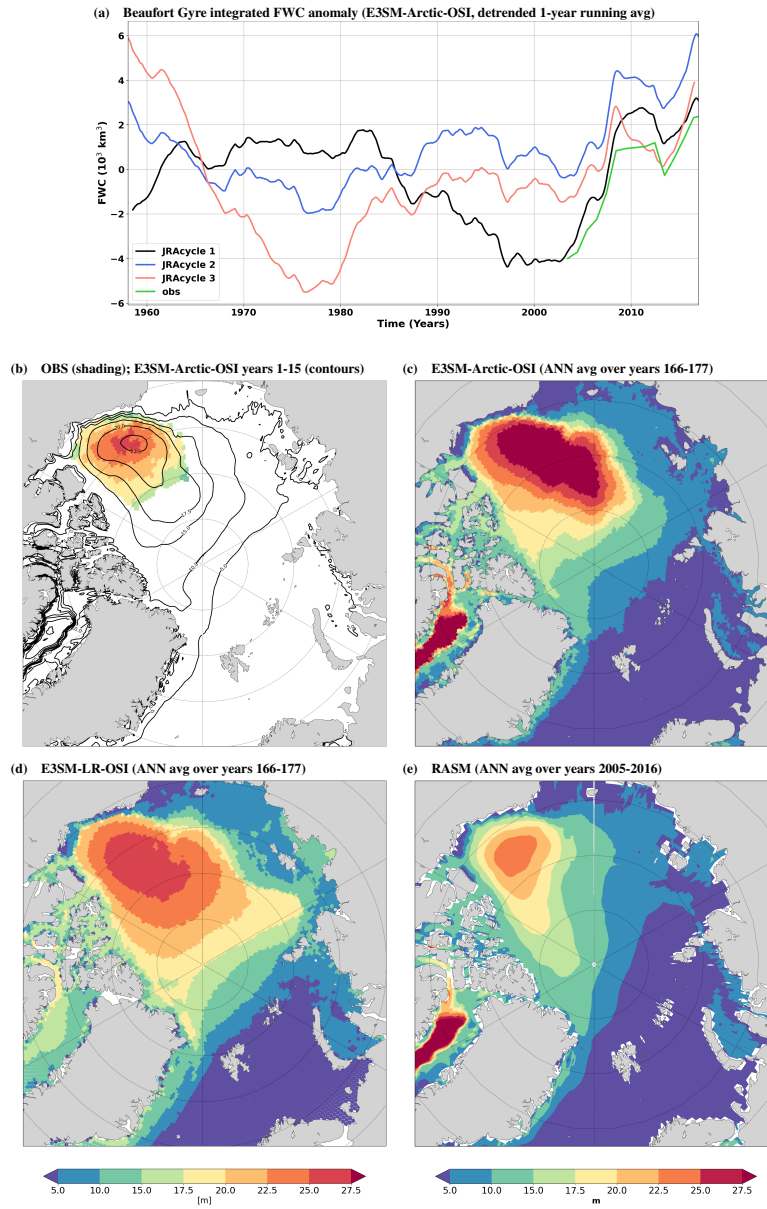 (a) Beaufort Gyre integrated FWC anomaly (E3SM-Arctic-OSI, detrended 1-year running avg)
6
4
2
0
−2
−4
−6
FWC (10³ km³)
JRAcycle 1
JRAcycle 2
JRAcycle 3
obs
1960 1970 1980 1990 2000 2010
Time (Years)
(b) OBS (shading); E3SM-Arctic-OSI years 1-15 (contours)
(c) E3SM-Arctic-OSI (ANN avg over years 166-177)
(d) E3SM-LR-OSI (ANN avg over years 166-177)
(e) RASM (ANN avg over years 2005-2016)
5.0 10.0 15.0 17.5 20.0 22.5 25.0 27.5
[m]
5.0 10.0 15.0 17.5 20.0 22.5 25.0 27.5
m